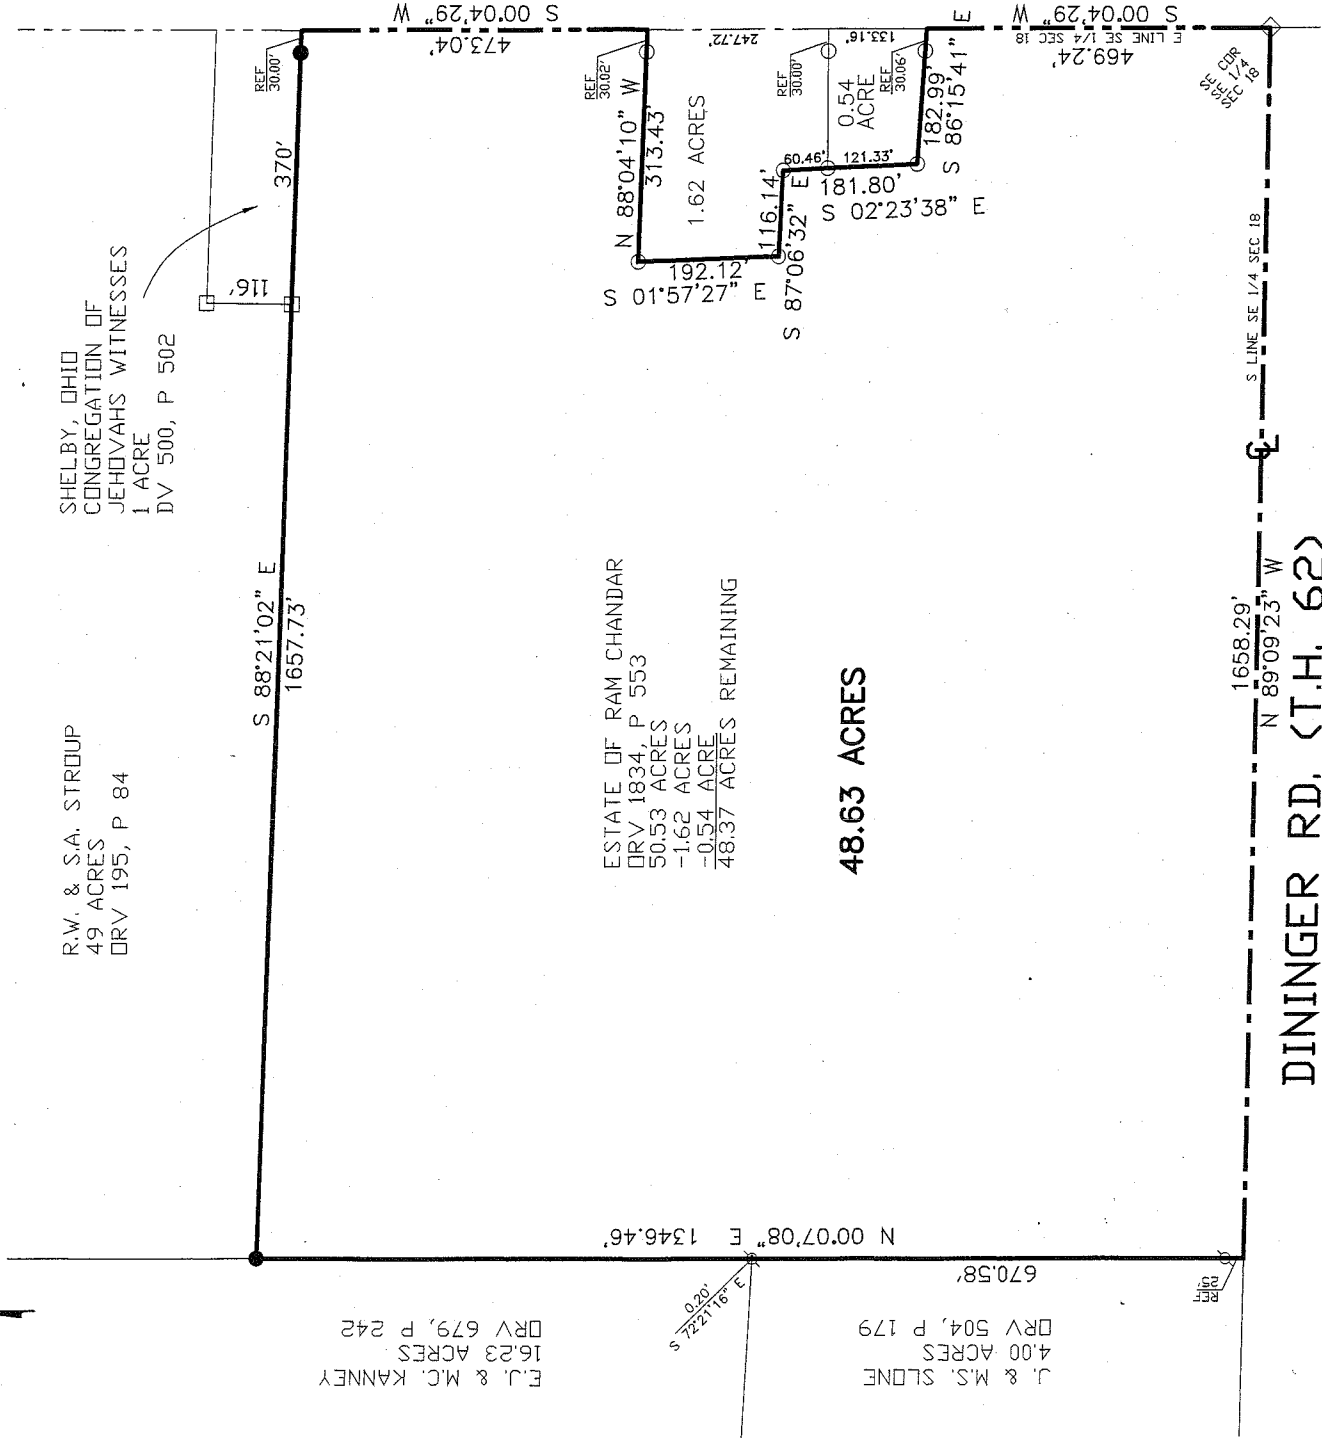 SHELBY, OHIO
CONGREGATION OF
JEHOVAHS WITNESSES
1 ACRE
DV 500, P 502
R.W. & S.A. STROUP
49 ACRES
ORV 195, P 84
S 88°21'02" E
1657.73'
370'
116'
REF
30.00'
473.04'
S 00°04'29" W
REF
30.02'
N 88°04'10" W
313.43'
1.62 ACRES
247.72'
192.12'
S 01°57'27" E
116.14'
S 87°06'32" E
REF
30.00'
133.16'
0.54
ACRE
60.46'
121.33'
181.80'
S 02°23'38" E
REF
30.06'
182.99'
S 86°15'41" E
S 00°04'29" W
E LINE SE 1/4 SEC 18
469.24'
SE COR
SE 1/4
SEC 18
S LINE SE 1/4 SEC 18
CL
1658.29'
N 89°09'23" W
DININGER RD. (T.H. 62)
ESTATE OF RAM CHANDAR
ORV 1834, P 553
50.53 ACRES
-1.62 ACRES
-0.54 ACRE
48.37 ACRES REMAINING
48.63 ACRES
N 00°07'08" E 1346.46'
670.58'
0.20'
S 72°21'16" E
REF
25'
E.J. & M.C. KANNEY
16.23 ACRES
ORV 679, P 242
J. & M.S. SLONE
4.00 ACRES
ORV 504, P 179